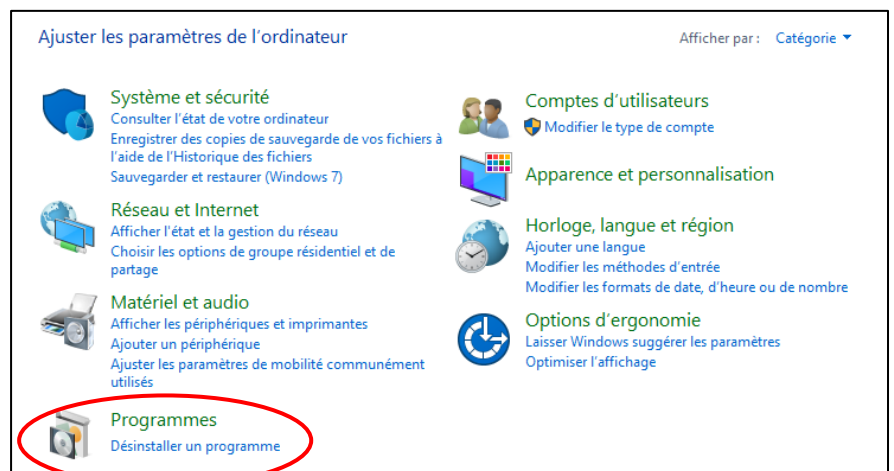 Ajuster les paramètres de l'ordinateur
Afficher par : Catégorie
Système et sécurité
Consulter l'état de votre ordinateur
Enregistrer des copies de sauvegarde de vos fichiers à
l'aide de l'Historique des fichiers
Sauvegarder et restaurer (Windows 7)
Réseau et Internet
Afficher l'état et la gestion du réseau
Choisir les options de groupe résidentiel et de
partage
Matériel et audio
Afficher les périphériques et imprimantes
Ajouter un périphérique
Ajuster les paramètres de mobilité communément
utilisés
Programmes
Désinstaller un programme
Comptes d'utilisateurs
Modifier le type de compte
Apparence et personnalisation
Horloge, langue et région
Ajouter une langue
Modifier les méthodes d'entrée
Modifier les formats de date, d'heure ou de nombre
Options d'ergonomie
Laisser Windows suggérer les paramètres
Optimiser l'affichage